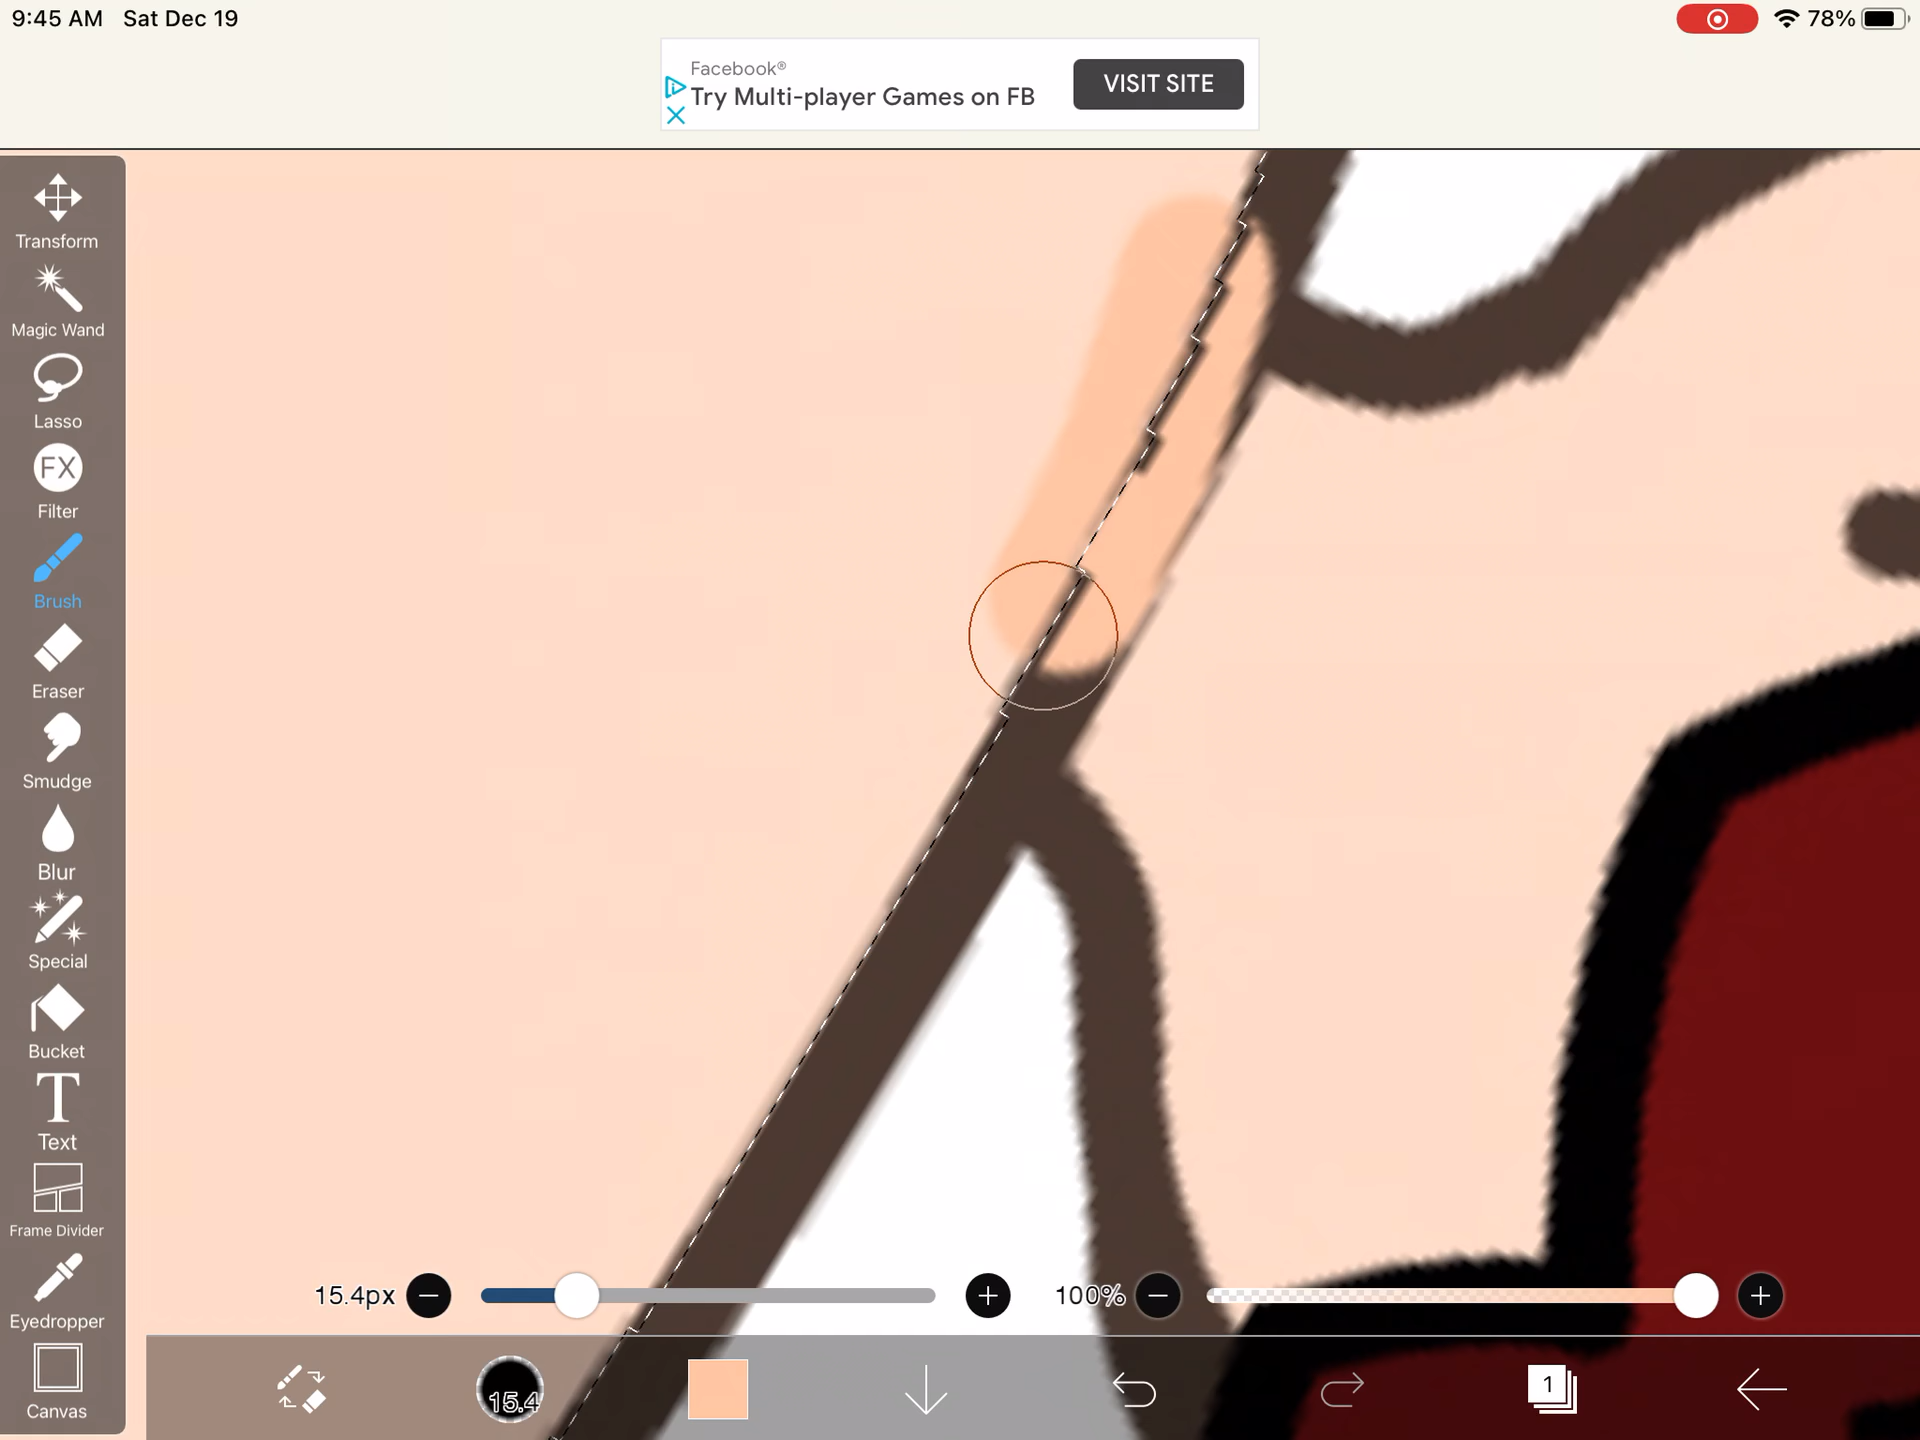 9:45 AM Sat Dec 19
78%
Facebook®
Try Multi-player Games on FB
VISIT SITE
Transform
Magic Wand
Lasso
FX
Filter
Brush
Eraser
Smudge
Blur
Special
Bucket
T
Text
Frame Divider
Eyedropper
Canvas
15.4px
100%
15.4
1